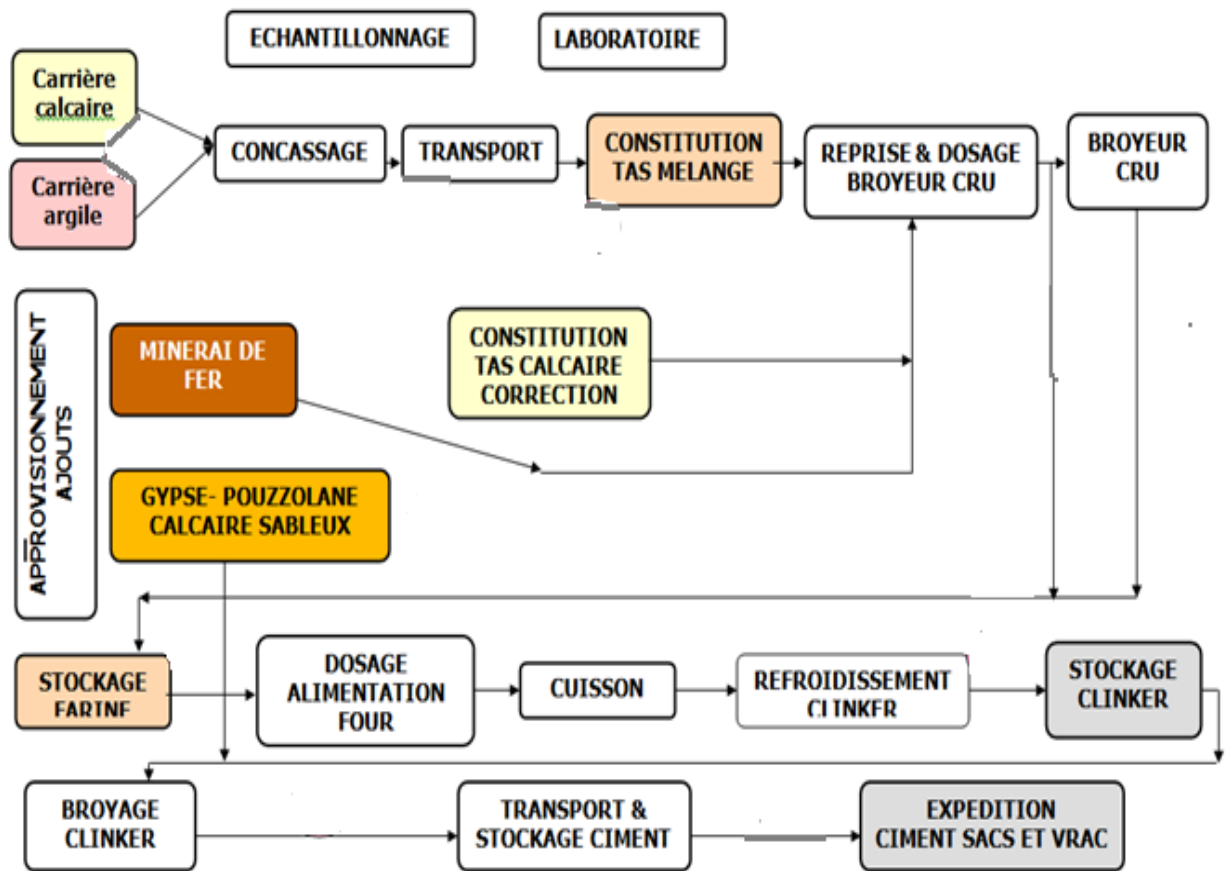 ECHANTILLONNAGE
LABORATOIRE
Carrière
calcaire
Carrière
argile
CONCASSAGE
TRANSPORT
CONSTITUTION
TAS MELANGE
REPRISE & DOSAGE
BROYEUR CRU
BROYEUR
CRU
APPROVISIONNEMENT
AJOUTS
MINERAI DE
FER
CONSTITUTION
TAS CALCAIRE
CORRECTION
GYPSE- POUZZOLANE
CALCAIRE SABLEUX
STOCKAGE
FARINE
DOSAGE
ALIMENTATION
FOUR
CUISSON
REFROIDISSEMENT
CLINKER
STOCKAGE
CLINKER
BROYAGE
CLINKER
TRANSPORT &
STOCKAGE CIMENT
EXPEDITION
CIMENT SACS ET VRAC